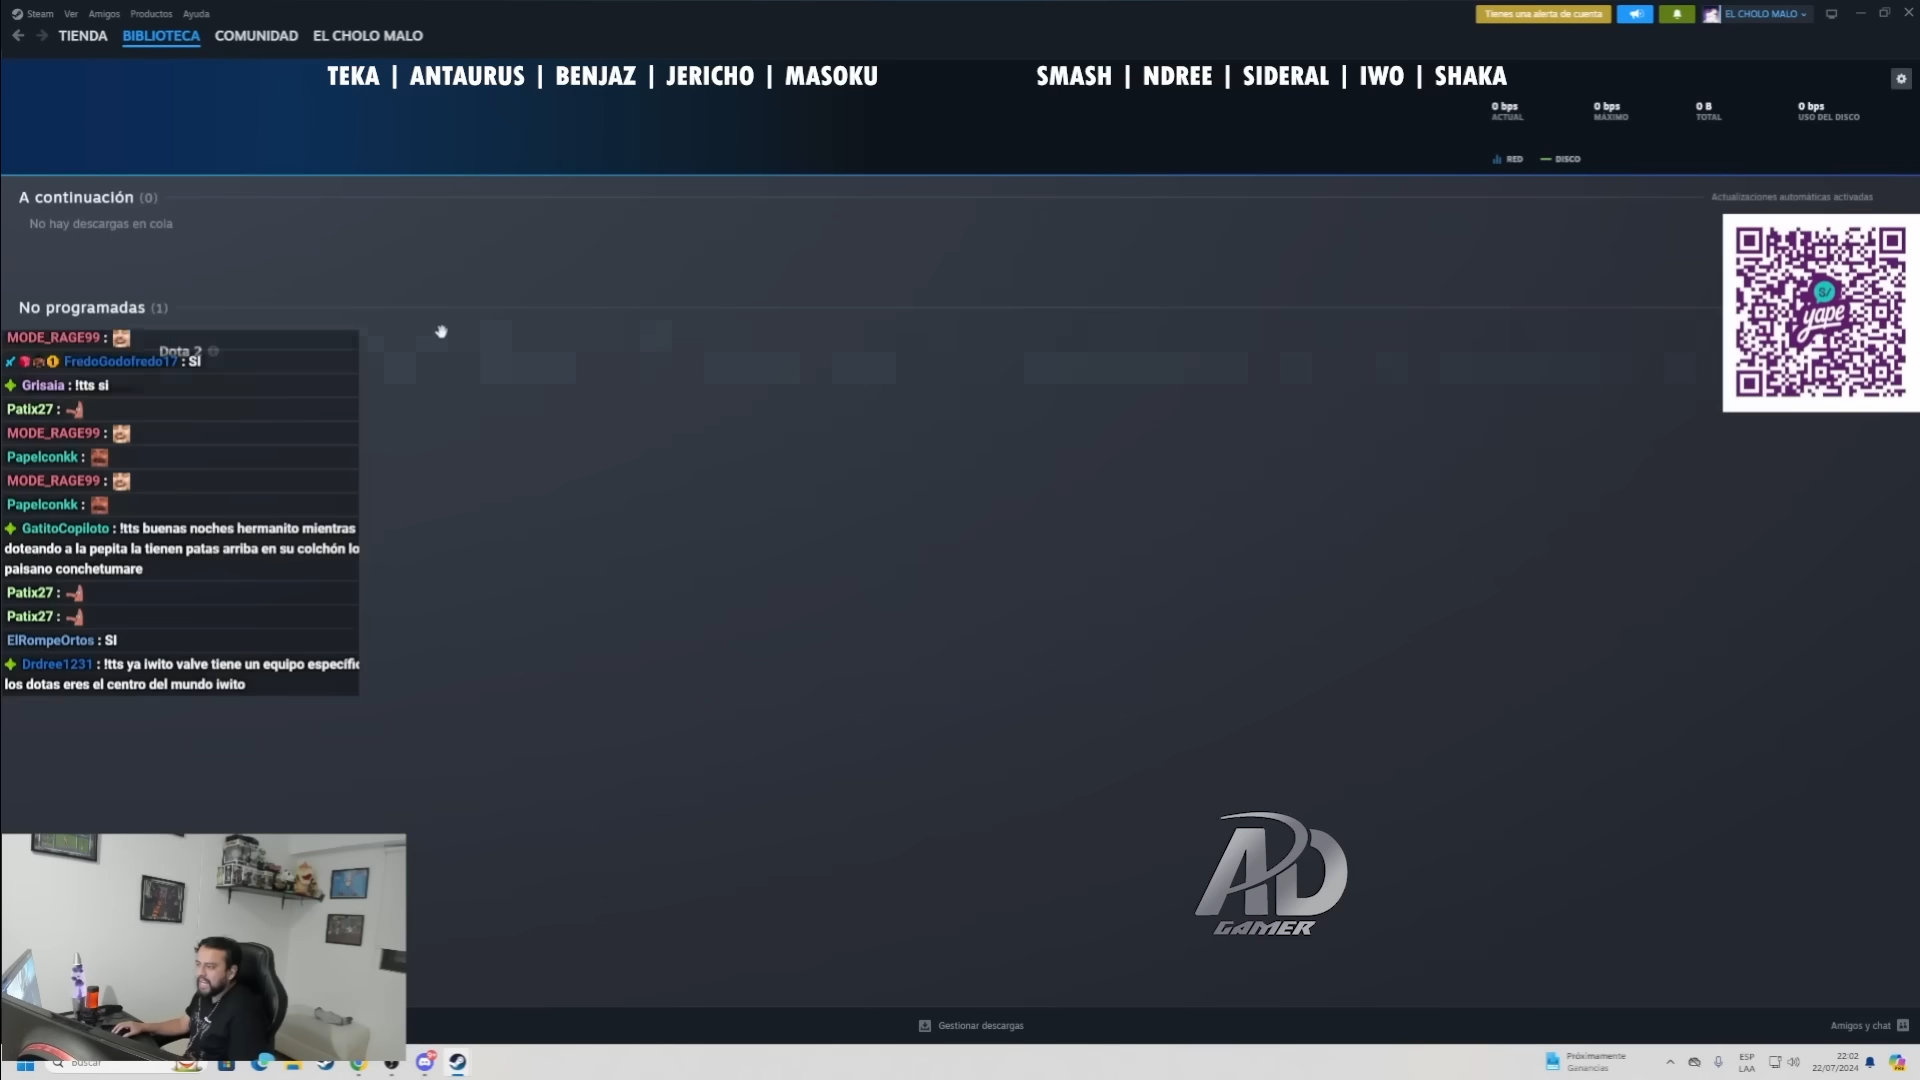 Steam Ver Amigos Productos Ayuda
Tienes una alerta de cuenta
EL CHOLO MALO
TIENDA BIBLIOTECA COMUNIDAD EL CHOLO MALO
TEKA | ANTAURUS | BENJAZ | JERICHO | MASOKU
SMASH | NDREE | SIDERAL | IWO | SHAKA
0 bps 0 bps 0 B 0 bps
ACTUAL MÁXIMO TOTAL USO DEL DISCO
RED DISCO
A continuación (0)
Actualizaciones automáticas activadas
No hay descargas en cola
S/
yape
No programadas (1)
MODE_RAGE99 :
Dota 2
1 FredoGodofredo17 : SI
Grisaia : !tts si
Patix27 :
MODE_RAGE99 :
Papelconkk :
MODE_RAGE99 :
Papelconkk :
GatitoCopiloto : !tts buenas noches hermanito mientras
doteando a la pepita la tienen patas arriba en su colchón lo
paisano conchetumare
Patix27 :
Patix27 :
ElRompeOrtos : SI
Drdree1231 : !tts ya iwito valve tiene un equipo específic
los dotas eres el centro del mundo iwito
AD
GAMER
Gestionar descargas
Amigos y chat
Buscar
Próximamente
Ganancias
ESP
LAA
22:02
22/07/2024